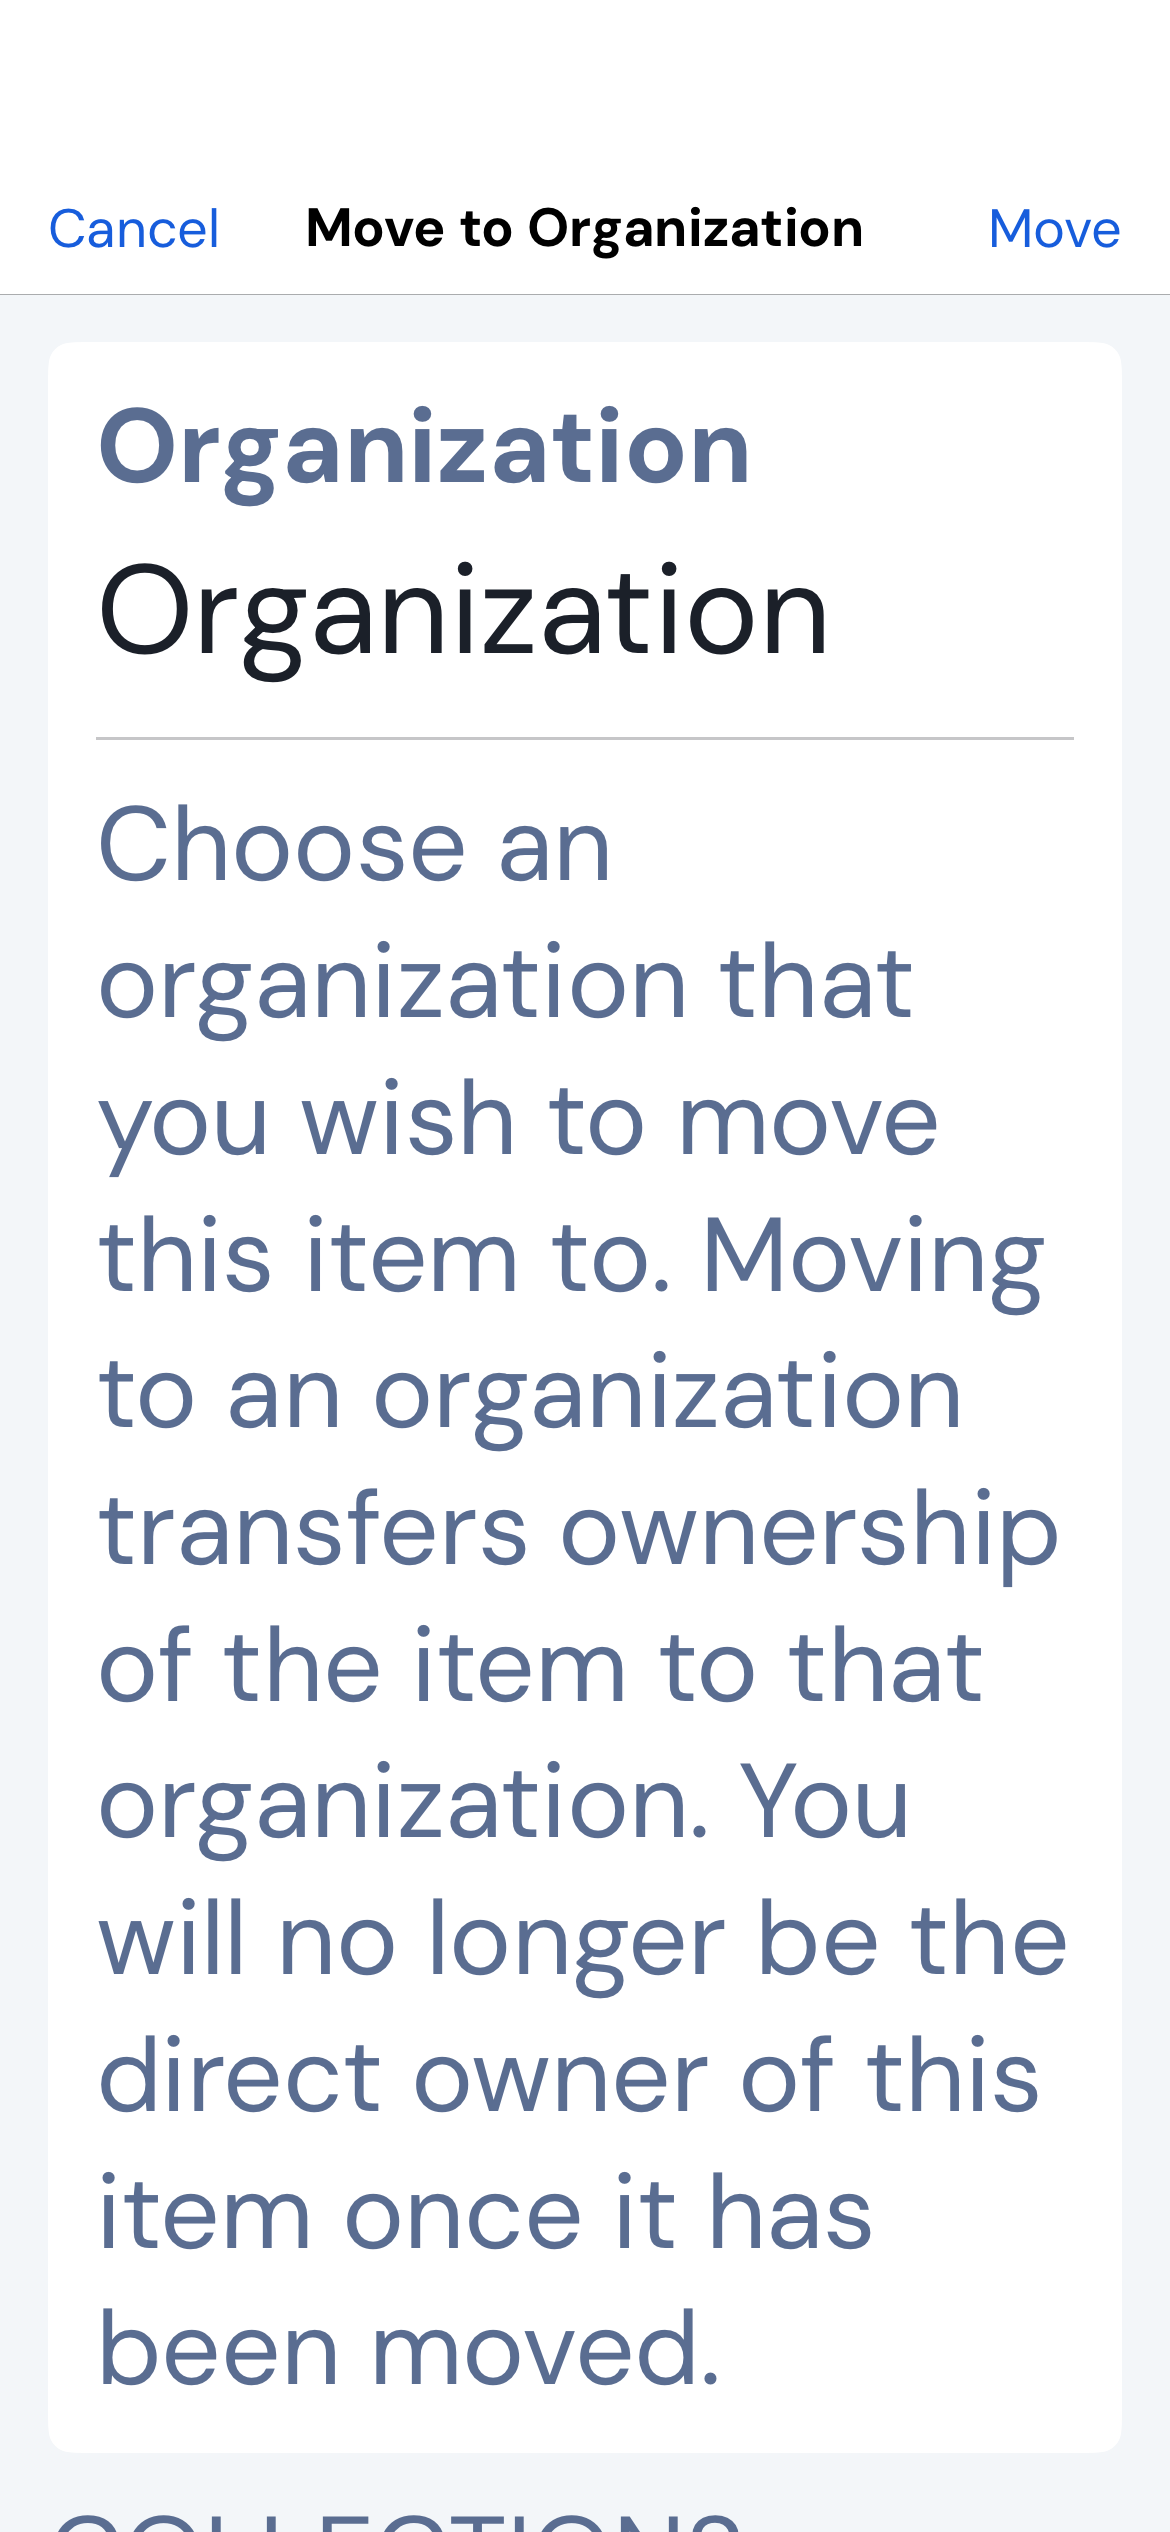 Cancel Move to Organization Move
Organization
Organization
Choose an
organization that
you wish to move
this item to. Moving
to an organization
transfers ownership
of the item to that
organization. You
will no longer be the
direct owner of this
item once it has
been moved.
COLLECTIONS